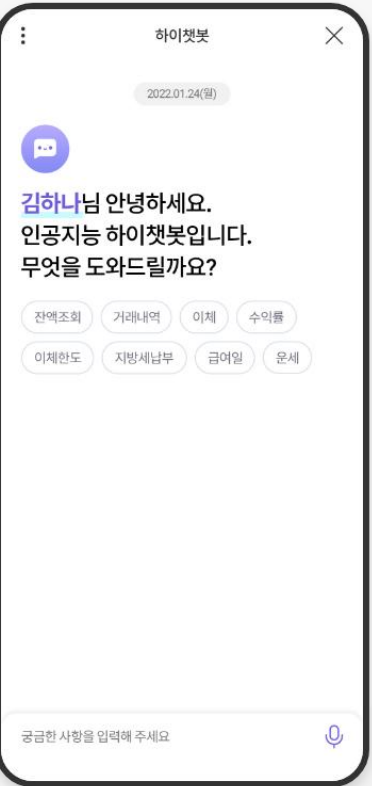 하이챗봇
2022.01.24(월)
김하나님 안녕하세요.
인공지능 하이챗봇입니다.
무엇을 도와드릴까요?
잔액조회 거래내역 이체 수익률
이체한도 지방세납부 급여일 운세
궁금한 사항을 입력해 주세요